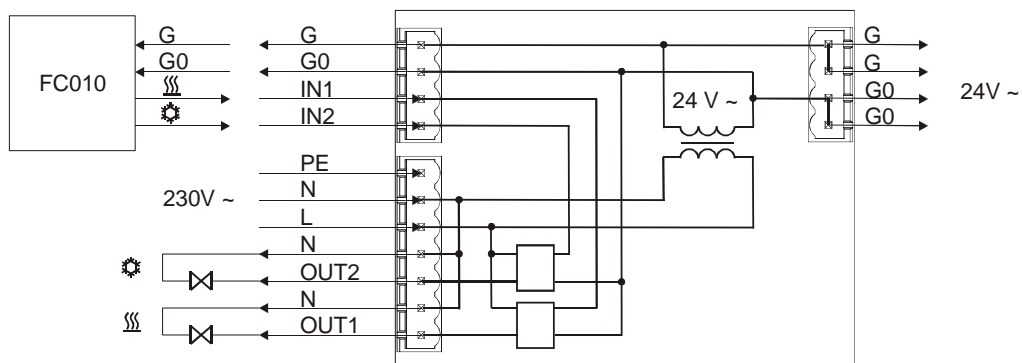 G G G
FC010 G0 G0 G
IN1 24 V ~ G0 24V ~
IN2 G0
PE
230V ~ N
L
N
OUT2
N
OUT1